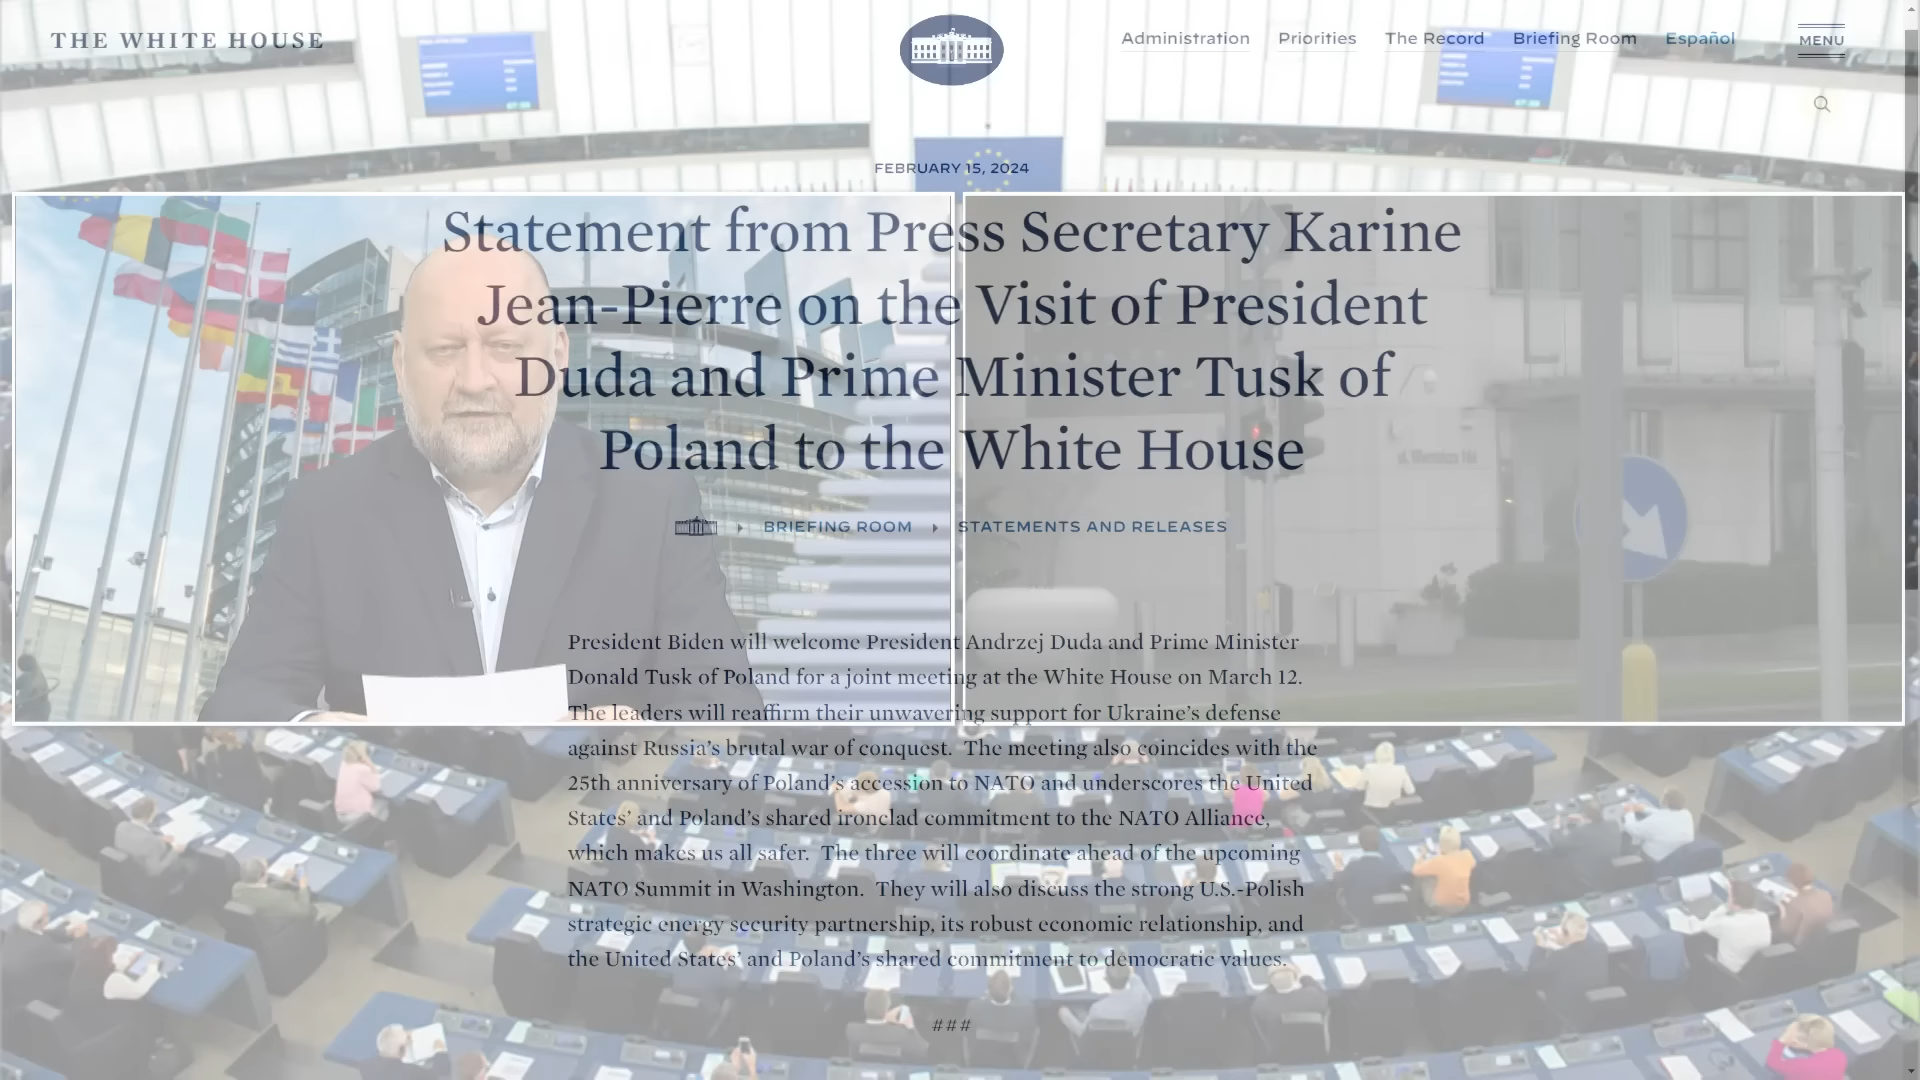 THE WHITE HOUSE
Administration Priorities The Record Briefing Room Español MENU
FEBRUARY 15, 2024
Statement from Press Secretary Karine
Jean-Pierre on the Visit of President
Duda and Prime Minister Tusk of
Poland to the White House
BRIEFING ROOM STATEMENTS AND RELEASES
President Biden will welcome President Andrzej Duda and Prime Minister
Donald Tusk of Poland for a joint meeting at the White House on March 12.
The leaders will reaffirm their unwavering support for Ukraine’s defense
against Russia’s brutal war of conquest.  The meeting also coincides with the
25th anniversary of Poland’s accession to NATO and underscores the United
States’ and Poland’s shared ironclad commitment to the NATO Alliance,
which makes us all safer.  The three will coordinate ahead of the upcoming
NATO Summit in Washington.  They will also discuss the strong U.S.-Polish
strategic energy security partnership, its robust economic relationship, and
the United States’ and Poland’s shared commitment to democratic values.
###